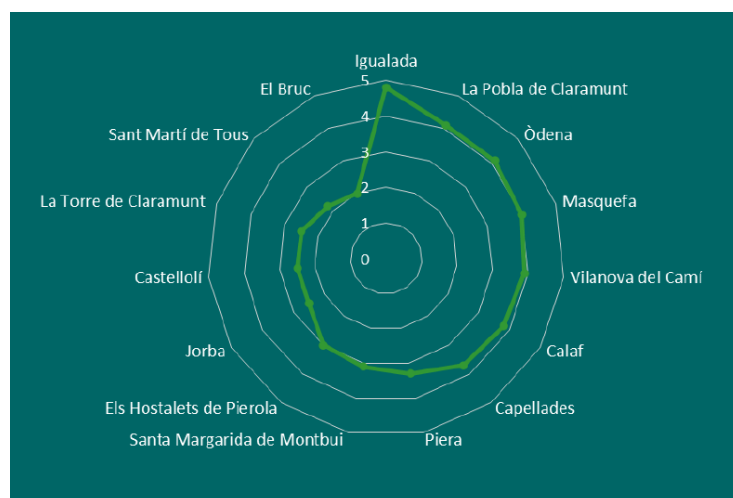 Igualada
5
El Bruc
La Pobla de Claramunt
4
Sant Martí de Tous
Òdena
3
La Torre de Claramunt
2
Masquefa
1
0
Castellolí
Vilanova del Camí
Jorba
Calaf
Els Hostalets de Pierola
Capellades
Santa Margarida de Montbui
Piera